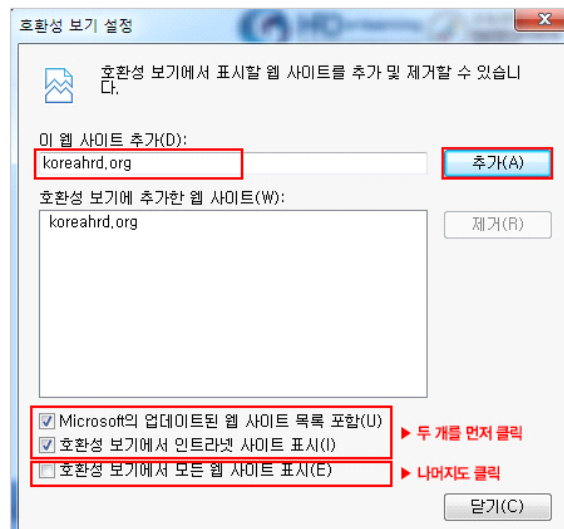 호환성 보기 설정
호환성 보기에서 표시할 웹 사이트를 추가 및 제거할 수 있습니
다.
이 웹 사이트 추가(D):
koreahrd.org
추가(A)
호환성 보기에 추가한 웹 사이트(W):
koreahrd.org
제거(R)
Microsoft의 업데이트된 웹 사이트 목록 포함(U)
호환성 보기에서 인트라넷 사이트 표시(I)
▶ 두 개를 먼저 클릭
호환성 보기에서 모든 웹 사이트 표시(E)
▶ 나머지도 클릭
닫기(C)